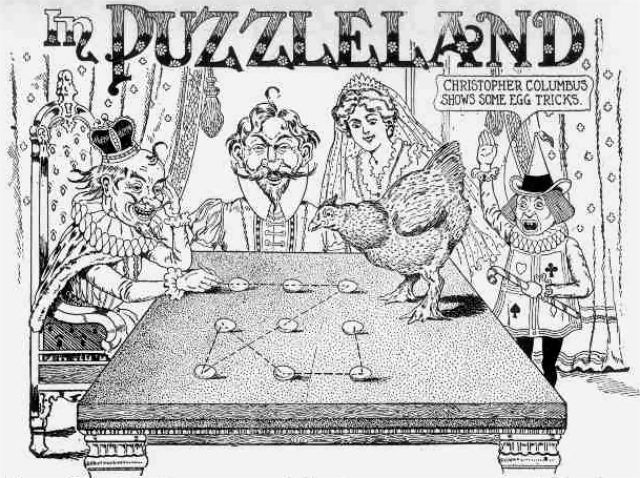 In PUZZLELAND
CHRISTOPHER COLUMBUS
SHOWS SOME EGG TRICKS.